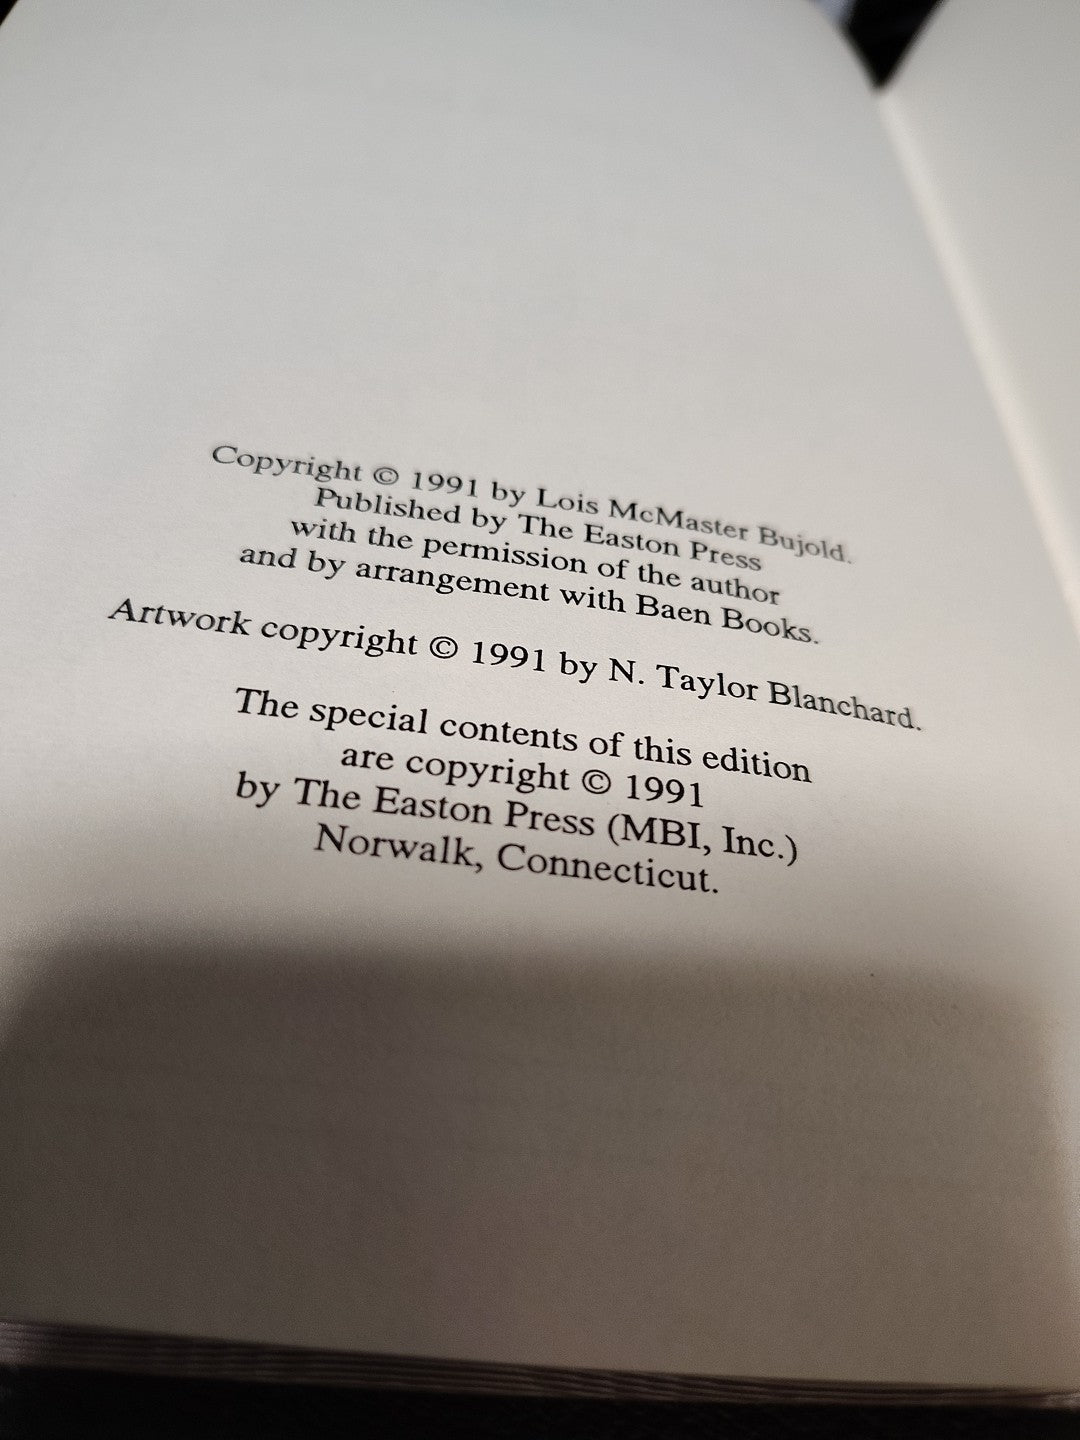 Copyright © 1991 by Lois McMaster Bujold.
Published by The Easton Press
with the permission of the author
and by arrangement with Baen Books.
Artwork copyright © 1991 by N. Taylor Blanchard.
The special contents of this edition
are copyright © 1991
by The Easton Press (MBI, Inc.)
Norwalk, Connecticut.